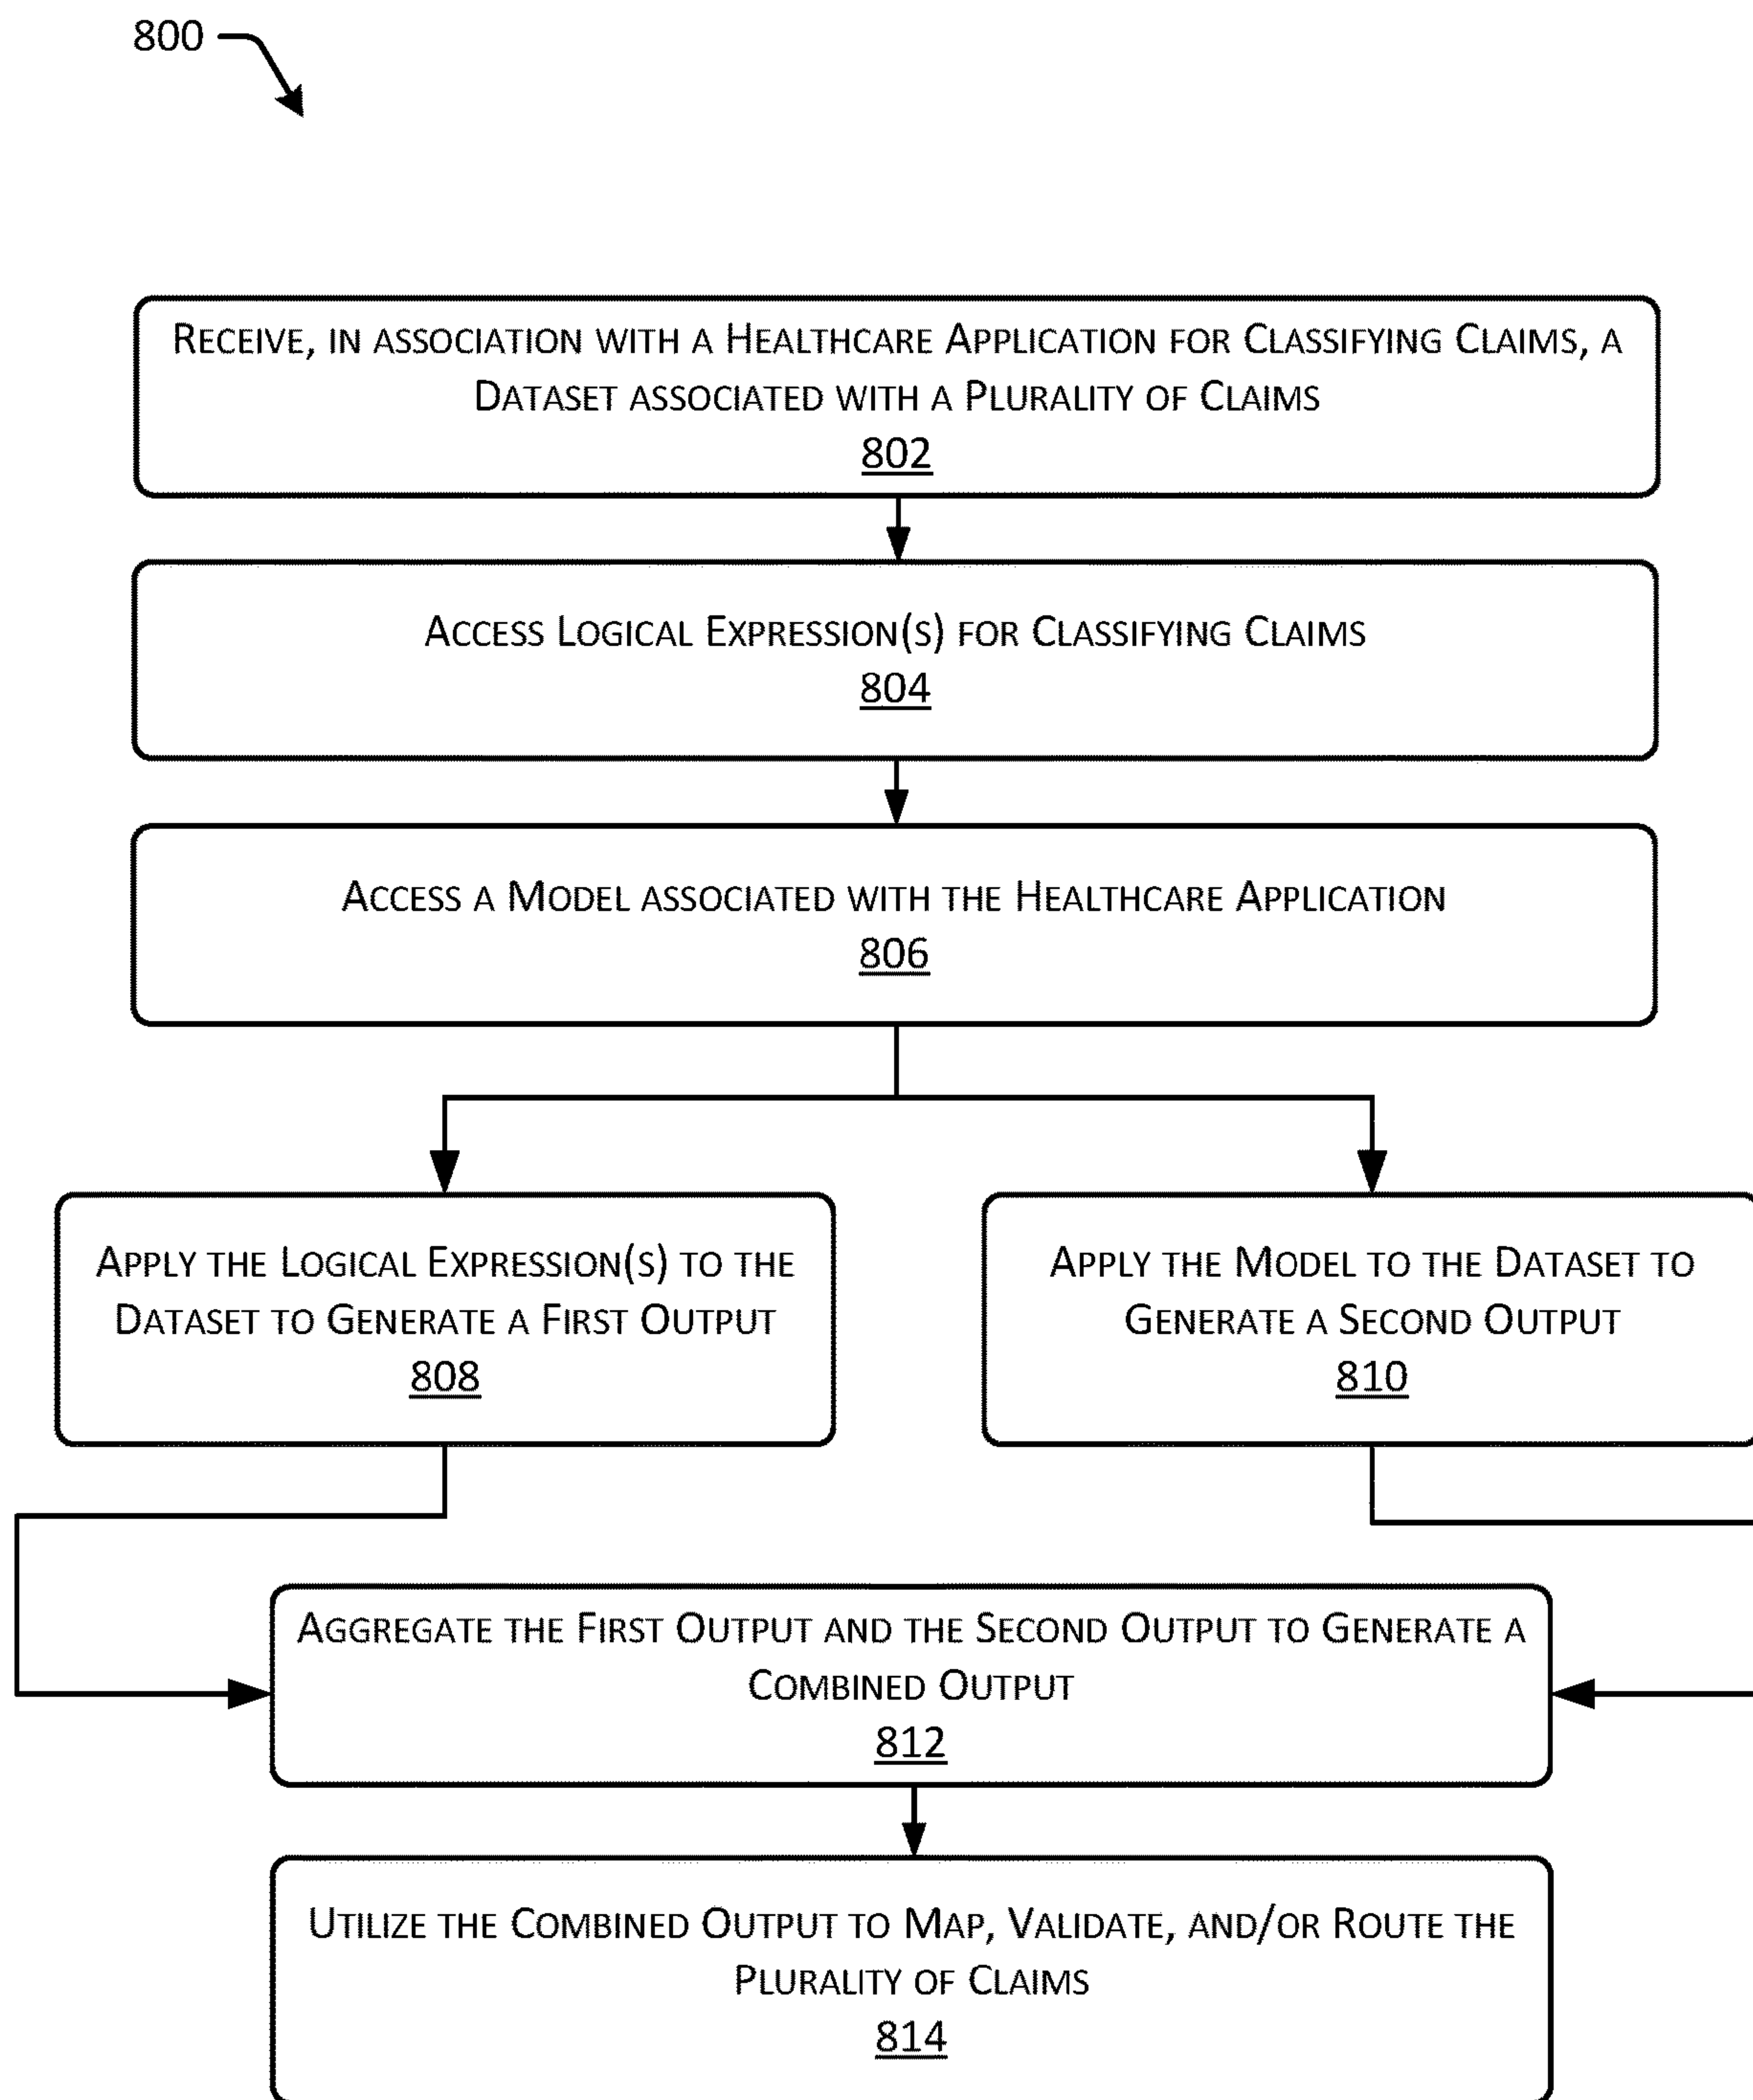 800
Receive, in association with a Healthcare Application for Classifying Claims, a
Dataset associated with a Plurality of Claims
802
Access Logical Expression(s) for Classifying Claims
804
Access a Model associated with the Healthcare Application
806
Apply the Logical Expression(s) to the
Dataset to Generate a First Output
808
Apply the Model to the Dataset to
Generate a Second Output
810
Aggregate the First Output and the Second Output to Generate a
Combined Output
812
Utilize the Combined Output to Map, Validate, and/or Route the
Plurality of Claims
814